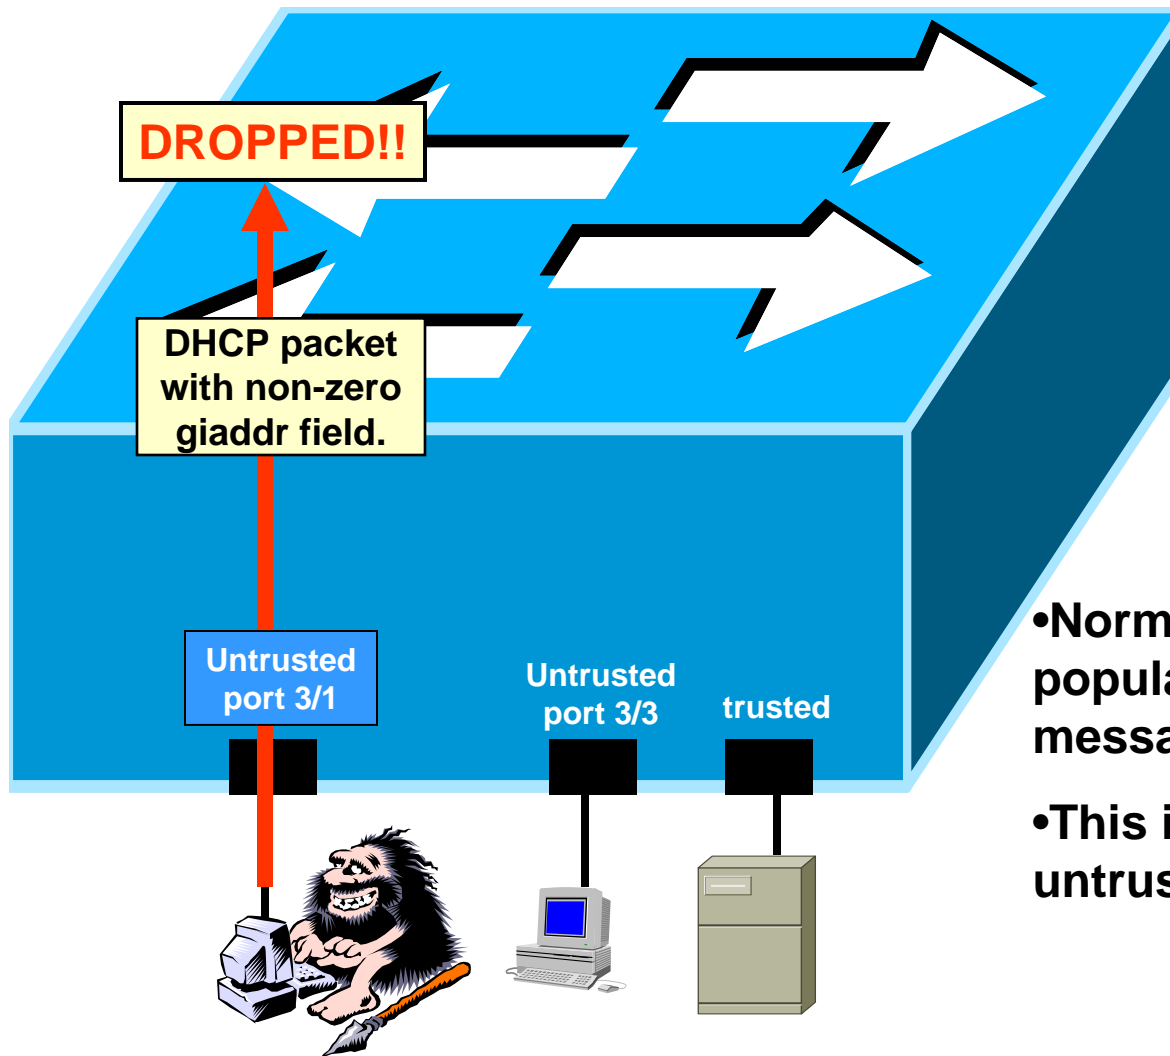 DROPPED!!
DHCP packet
with non-zero
giaddr field.
Untrusted
port 3/1
Untrusted
port 3/3
trusted
•Norm
popula
messa
•This i
untrus